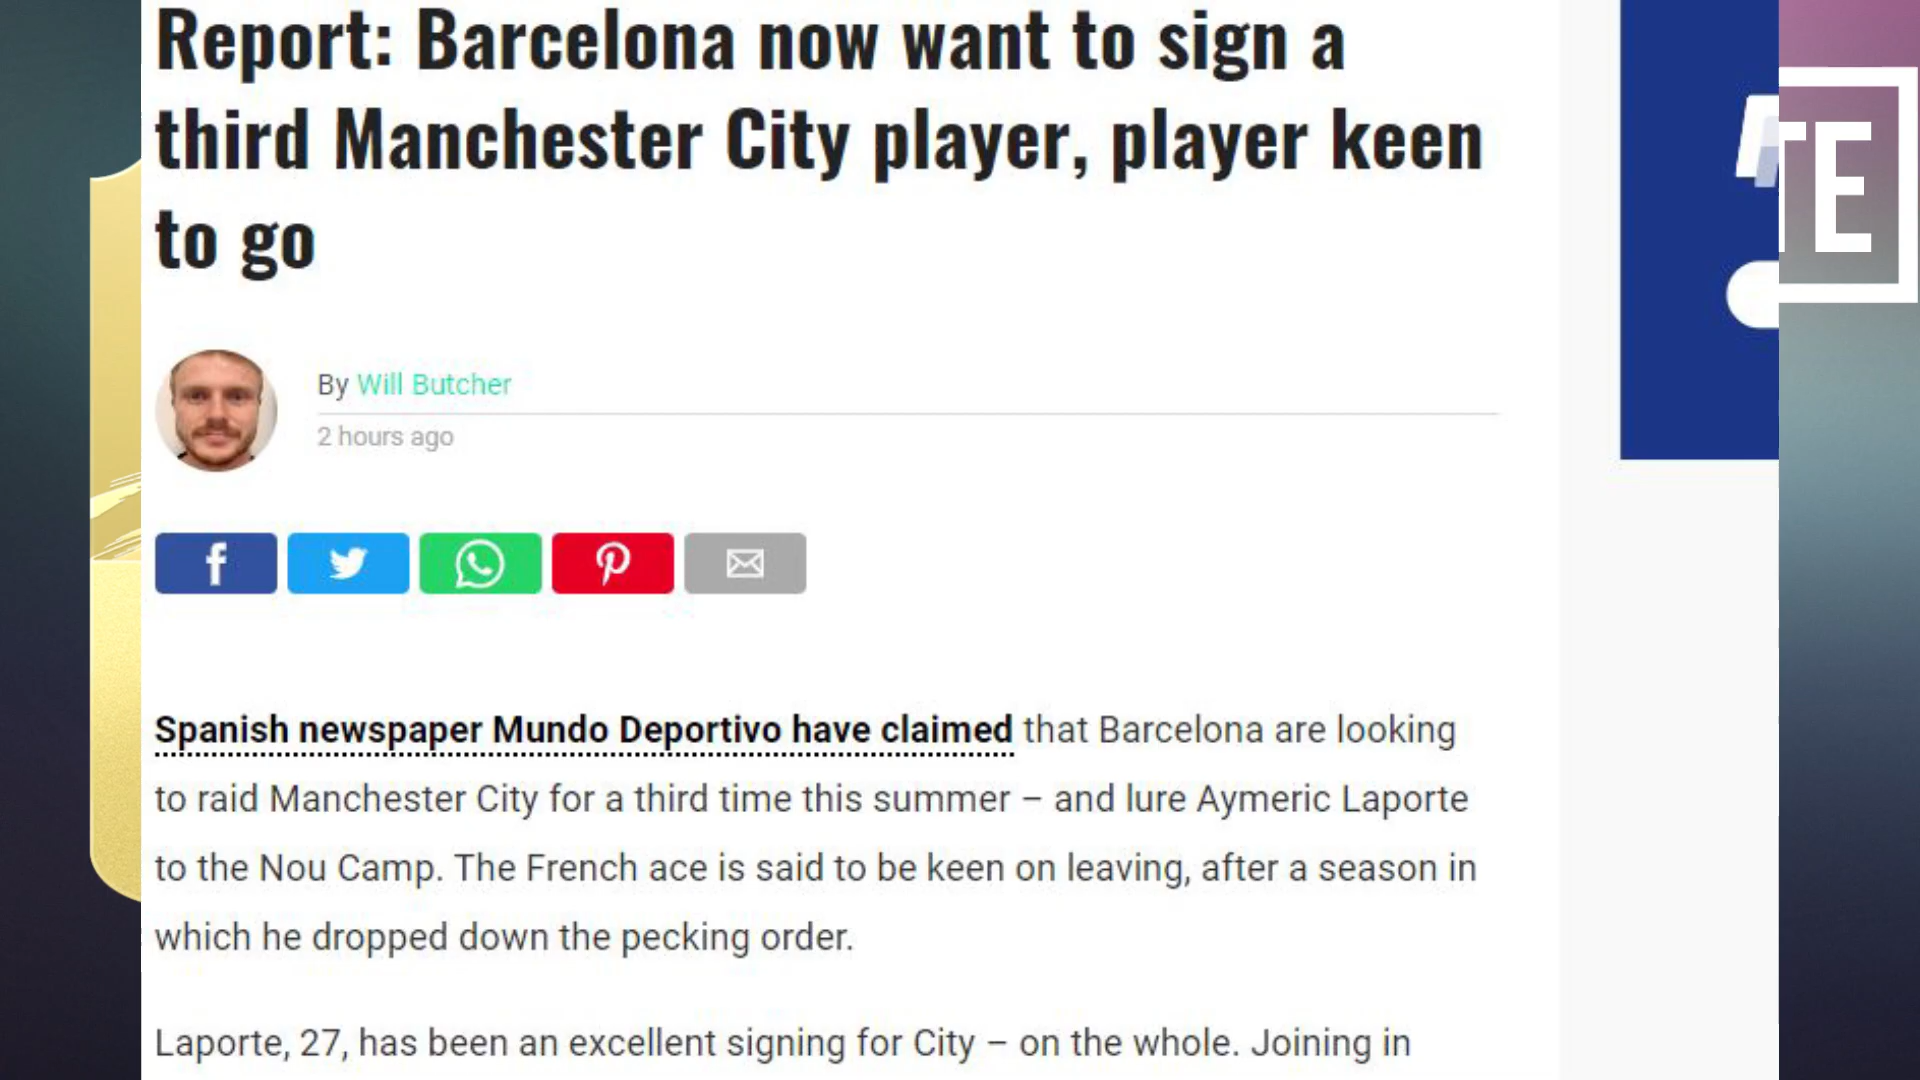 Report: Barcelona now want to sign a
third Manchester City player, player keen
to go
By Will Butcher
2 hours ago
Spanish newspaper Mundo Deportivo have claimed that Barcelona are looking
to raid Manchester City for a third time this summer – and lure Aymeric Laporte
to the Nou Camp. The French ace is said to be keen on leaving, after a season in
which he dropped down the pecking order.
Laporte, 27, has been an excellent signing for City – on the whole. Joining in